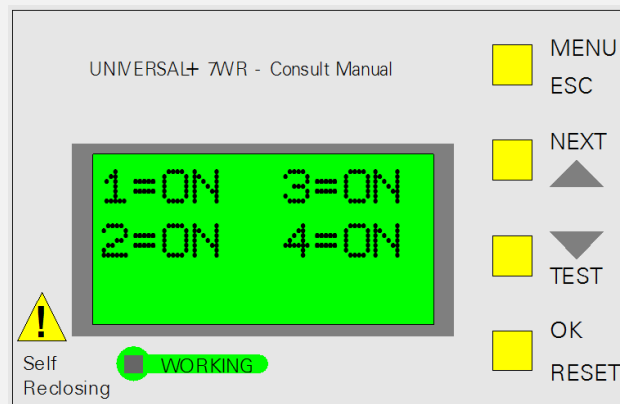 UNIVERSAL+ 7WR - Consult Manual
1=ON 3=ON
2=ON 4=ON
! 
Self
Reclosing
WORKING
MENU
ESC
NEXT
TEST
OK
RESET